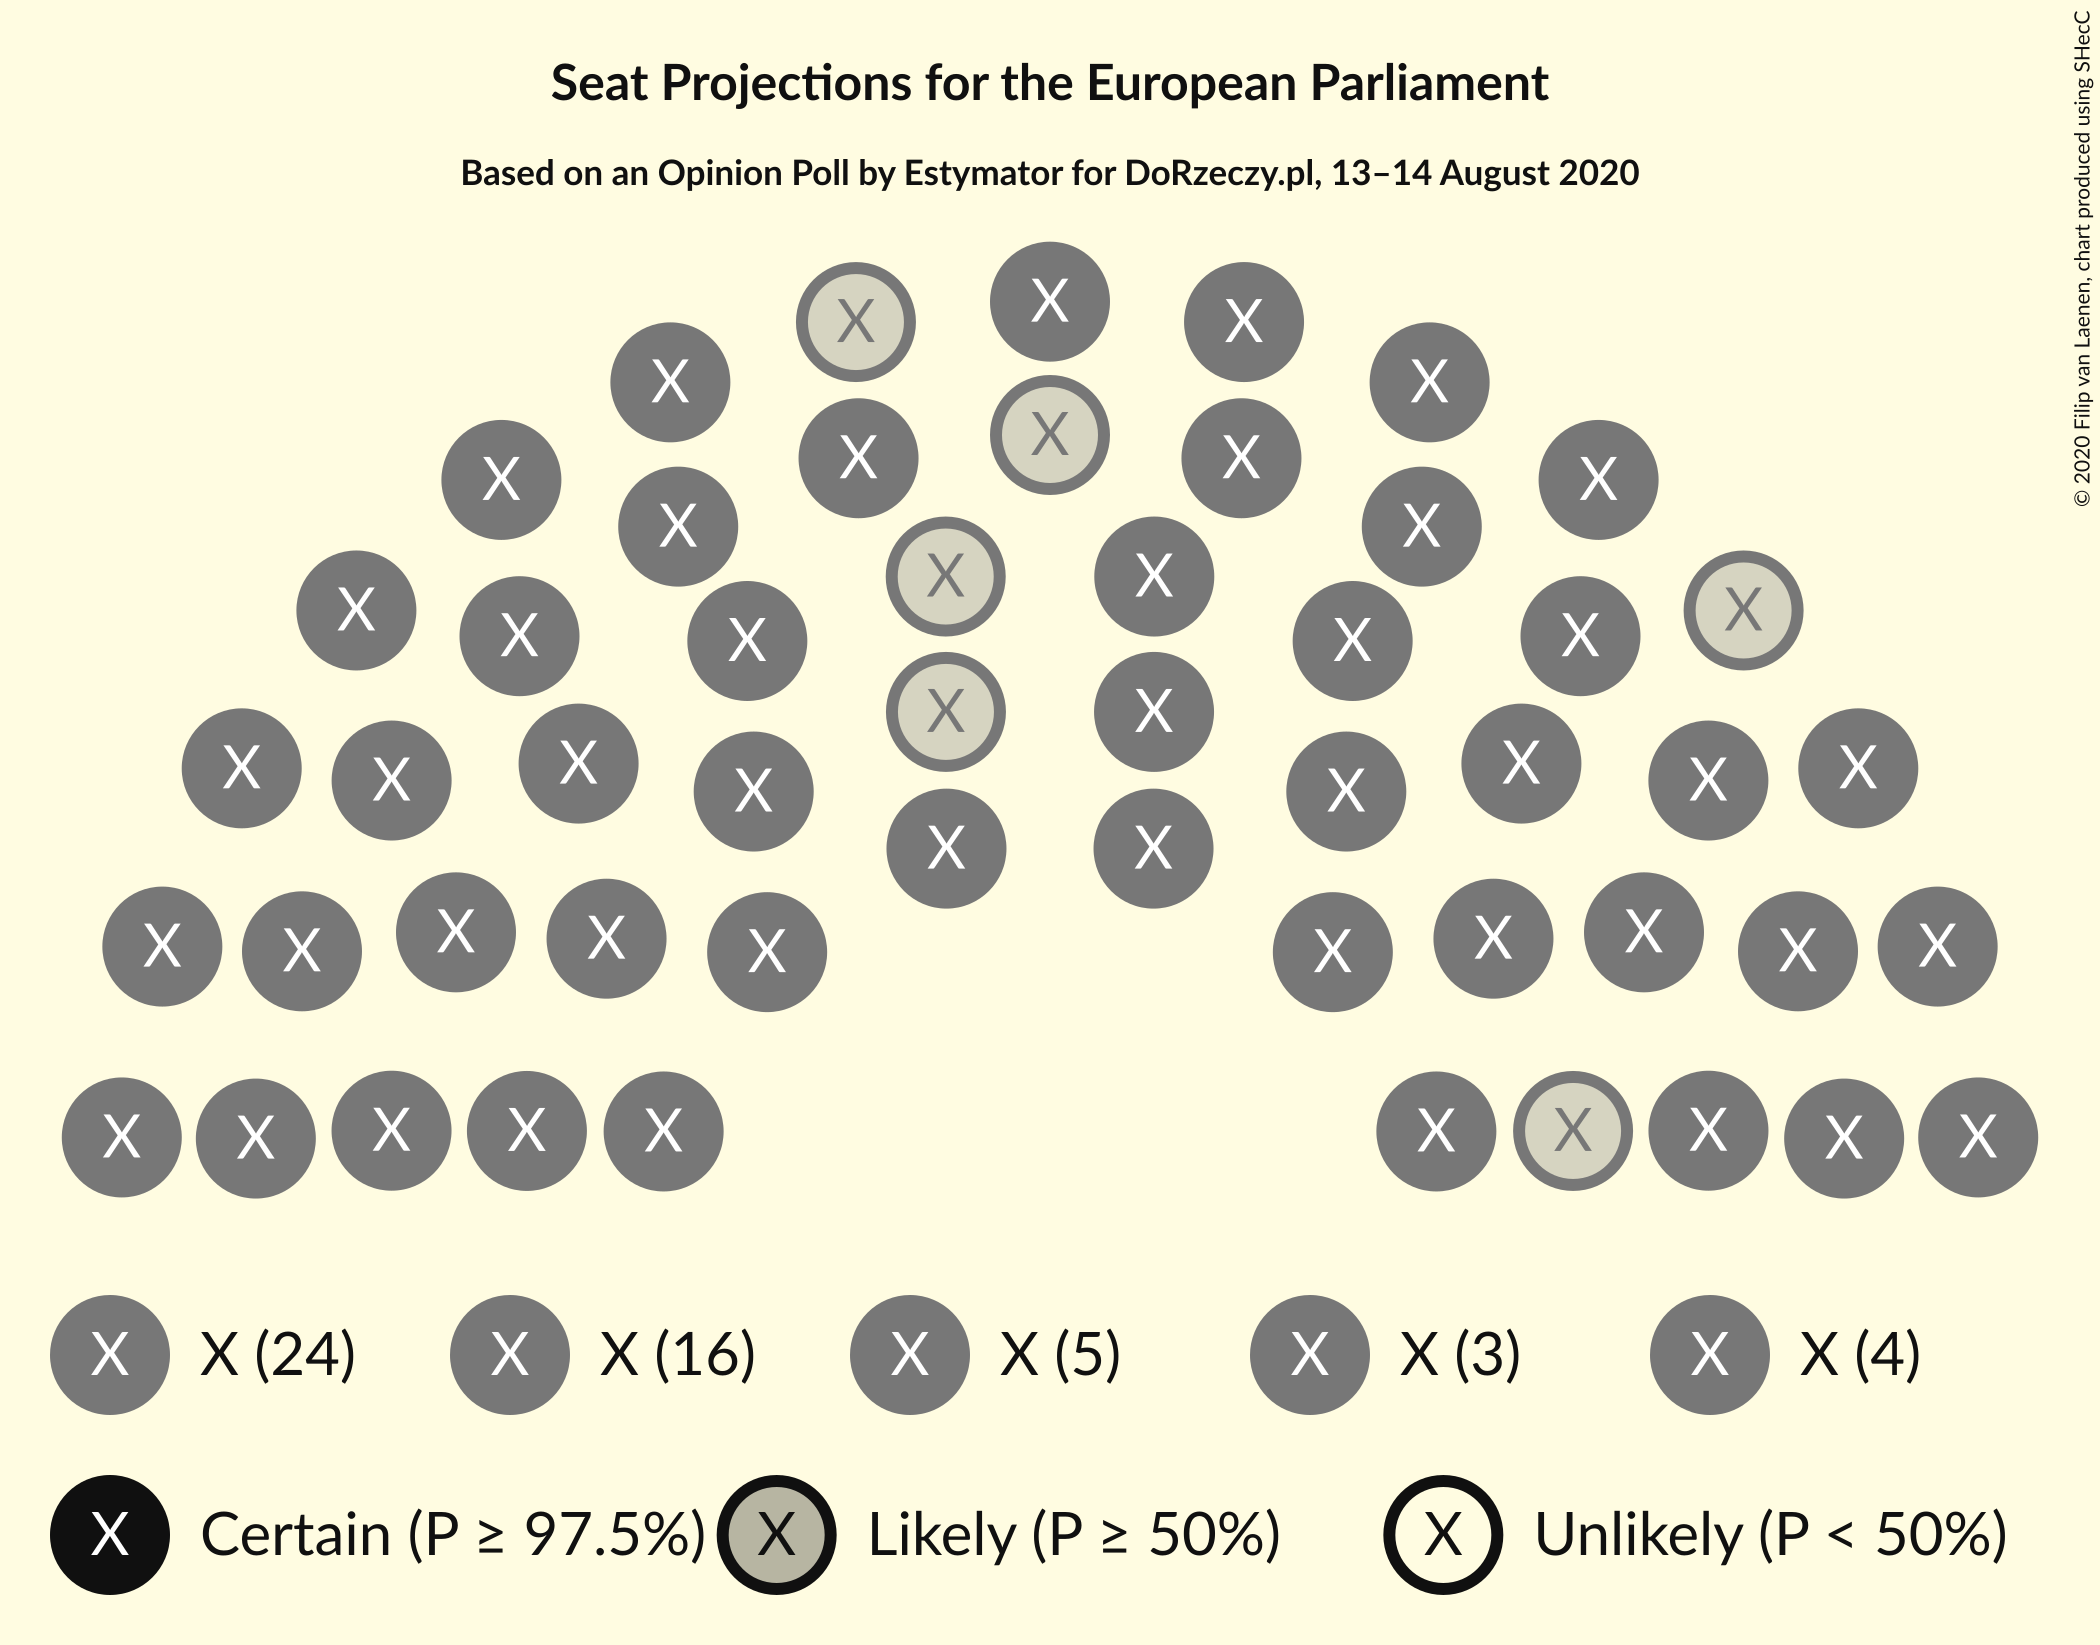 Seat Projections for the European Parliament
Based on an Opinion Poll by Estymator for DoRzeczy.pl, 13–14 August 2020
© 2020 Filip van Laenen, chart produced using SHecC
X
X X
X X
X
X X
X X
X X
X X
X X
X X
X X
X X
X X
X X X X
X X
X X
X X
X X X X
X X
X X
X X
X X
X X X X X X X X X X
X X (24) X X (16) X X (5) X X (3) X X (4)
X Certain (P ≥ 97.5%) X Likely (P ≥ 50%) X Unlikely (P < 50%)